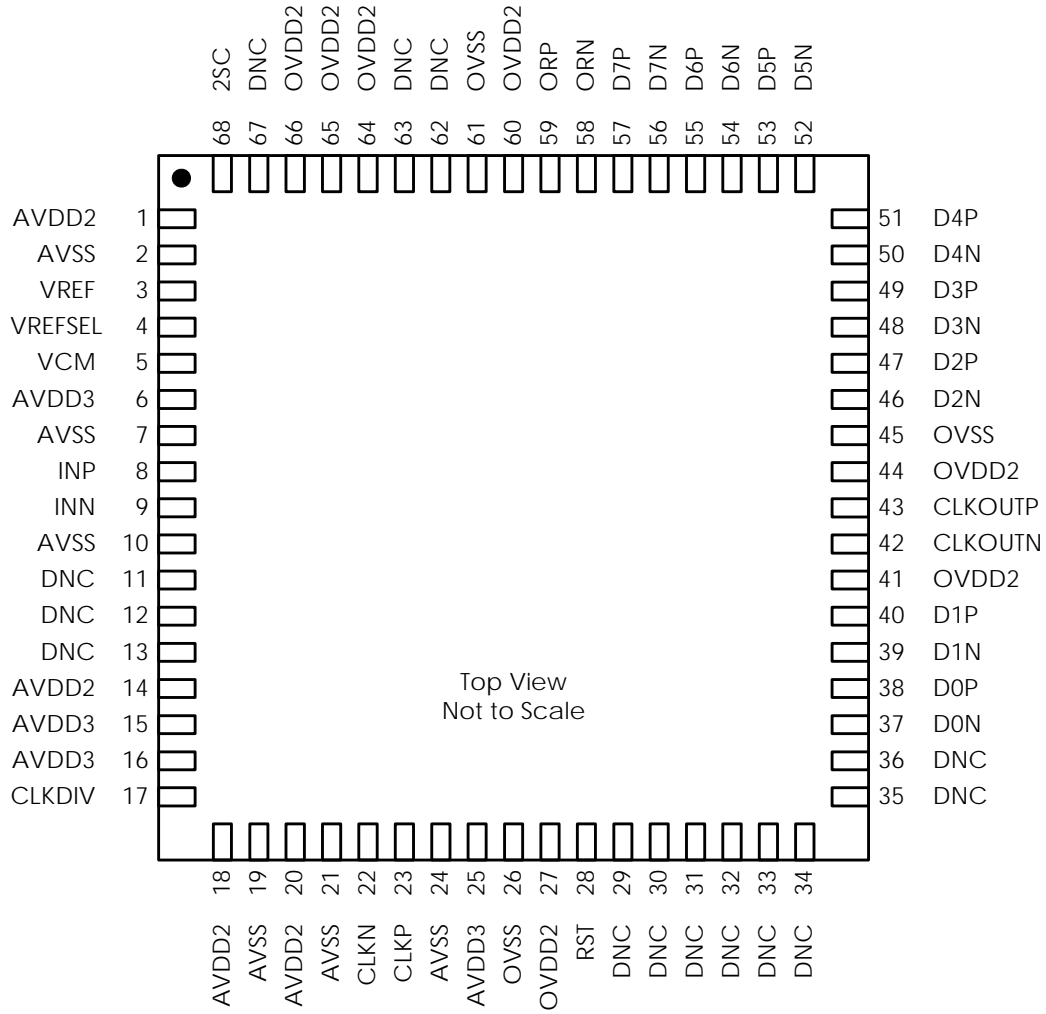 2SC DNC OVDD2 OVDD2 OVDD2 DNC DNC OVSS OVDD2 ORP ORN D7P D7N D6P D6N D5P D5N
68 67 66 65 64 63 62 61 60 59 58 57 56 55 54 53 52
AVDD2 1 51 D4P
AVSS 2 50 D4N
VREF 3 49 D3P
VREFSEL 4 48 D3N
VCM 5 47 D2P
AVDD3 6 46 D2N
AVSS 7 45 OVSS
INP 8 44 OVDD2
INN 9 43 CLKOUTP
AVSS 10 42 CLKOUTN
DNC 11 41 OVDD2
DNC 12 40 D1P
DNC 13 39 D1N
AVDD2 14 38 D0P
AVDD3 15 37 D0N
AVDD3 16 36 DNC
CLKDIV 17 35 DNC
Top View
Not to Scale
18 19 20 21 22 23 24 25 26 27 28 29 30 31 32 33 34
AVDD2 AVSS AVDD2 AVSS CLKN CLKP AVSS AVDD3 OVSS OVDD2 RST DNC DNC DNC DNC DNC DNC